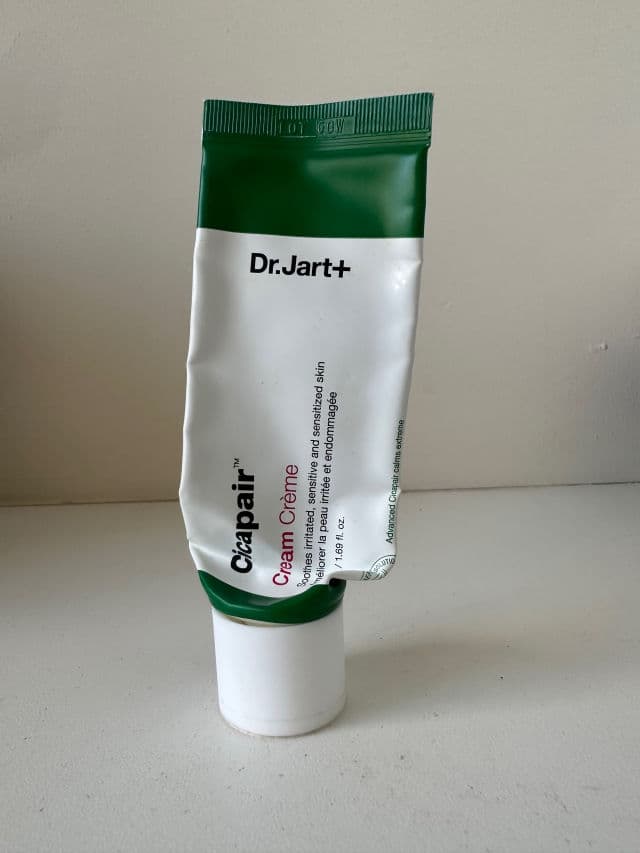 LOT
Dr.Jart+
Cicapair™
Cream Crème
Soothes irritated, sensitive and sensitized skin
méliorer la peau irritée et endommagée
/ 1.69 fl. oz.
Advanced Cicapair calms extreme